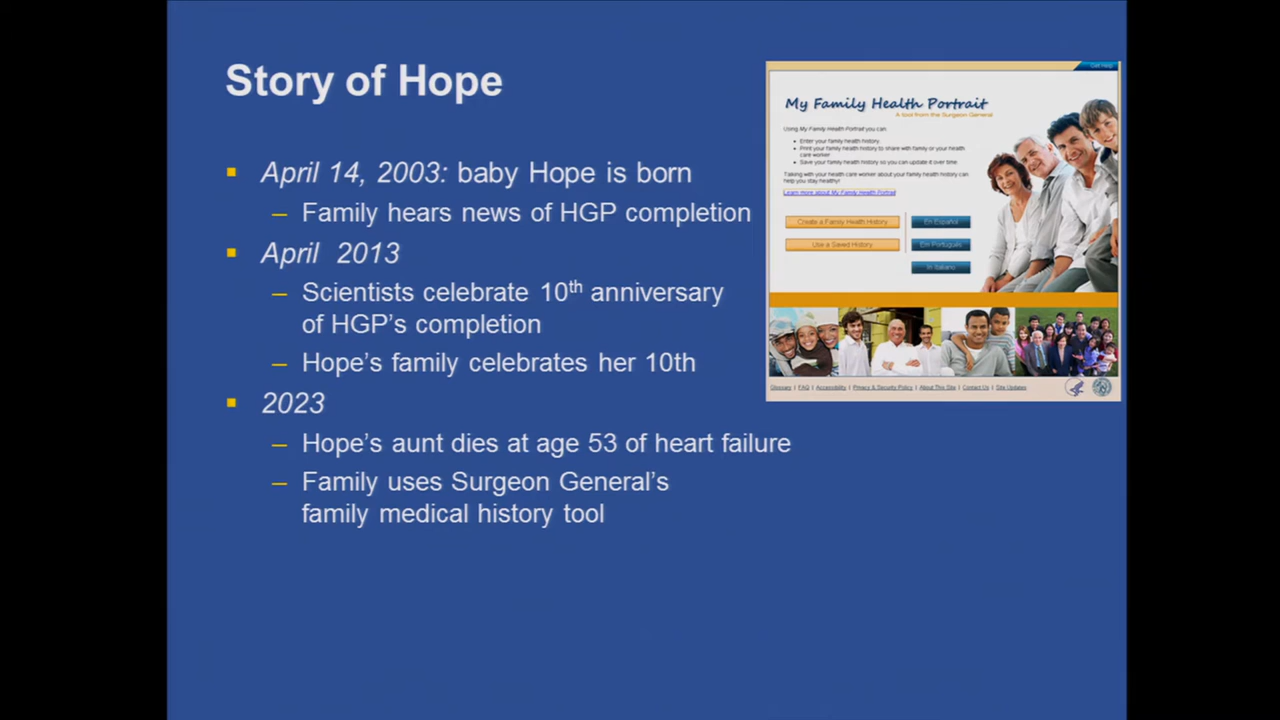 Story of Hope
April 14, 2003: baby Hope is born
– Family hears news of HGP completion
April 2013
– Scientists celebrate 10th anniversary
of HGP's completion
– Hope's family celebrates her 10th
2023
– Hope's aunt dies at age 53 of heart failure
– Family uses Surgeon General's
family medical history tool
Get Help
My Family Health Portrait
A tool from the Surgeon General
Using My Family Health Portrait you can:
Enter your family health history
Print your family health history to share with family or your health
care worker
Save your family health history so you can update it over time
Talking with your health care worker about your family health history can
help you stay healthy!
Learn more about My Family Health Portrait
Create a Family Health History
En Español
Use a Saved History
Em Português
In Italiano
Glossary | FAQ | Accessibility | Privacy & Security Policy | About This Site | Contact Us | Site Updates